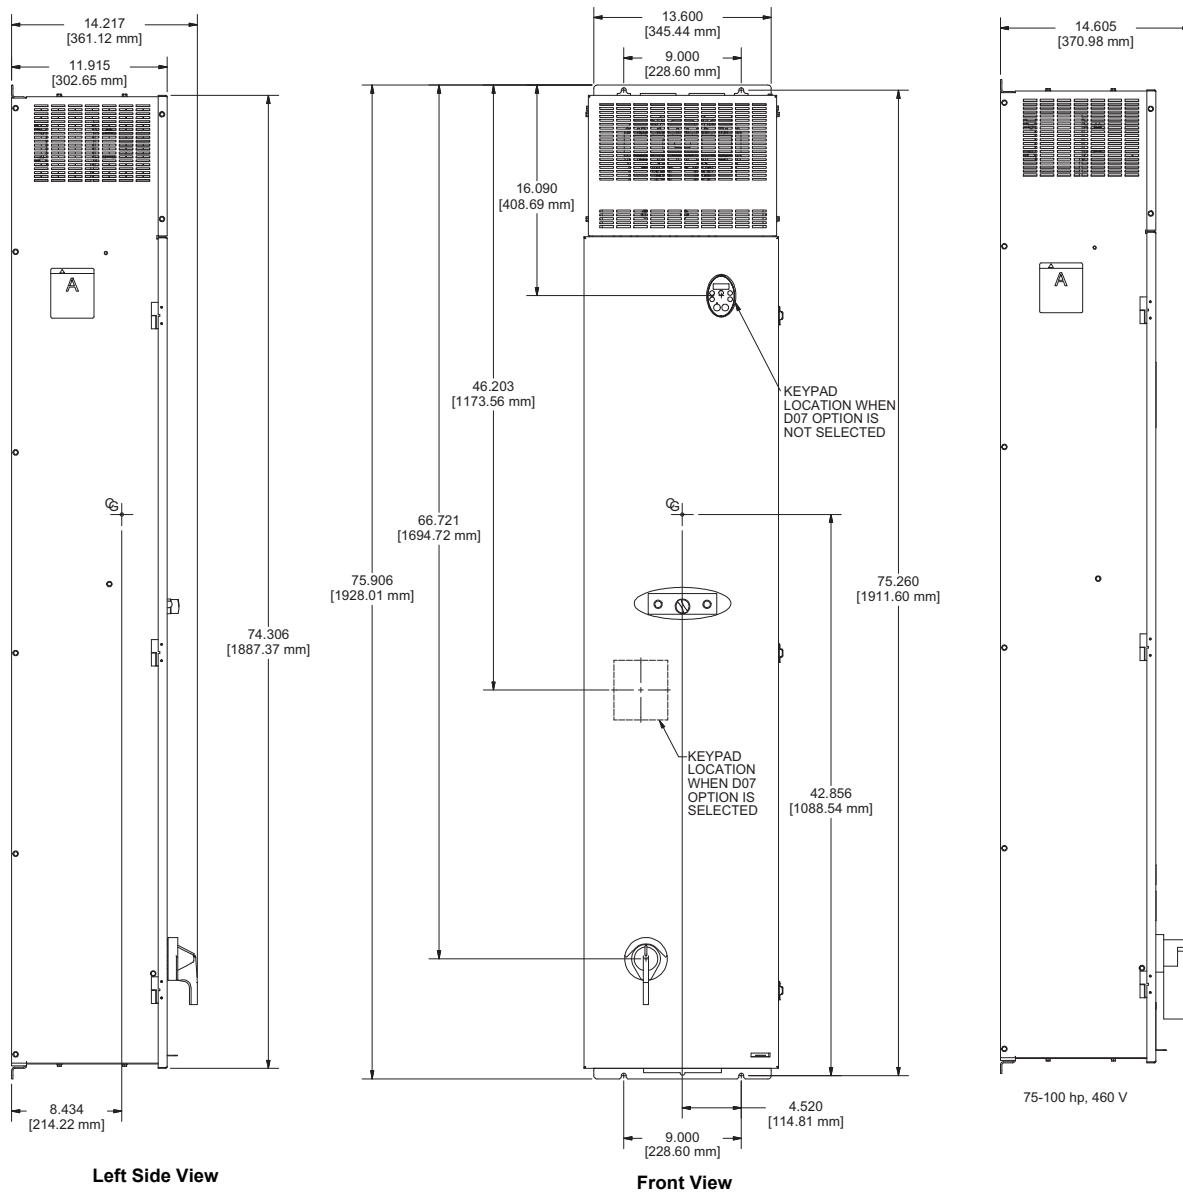 14.217
[361.12 mm]
11.915
[302.65 mm]
13.600
[345.44 mm]
9.000
[228.60 mm]
14.605
[370.98 mm]
16.090
[408.69 mm]
A
A
46.203
[1173.56 mm]
KEYPAD
LOCATION WHEN
D07 OPTION IS
NOT SELECTED
CG
CG
66.721
[1694.72 mm]
75.906
[1928.01 mm]
75.260
[1911.60 mm]
74.306
[1887.37 mm]
KEYPAD
LOCATION
WHEN D07
OPTION IS
SELECTED
42.856
[1088.54 mm]
8.434
[214.22 mm]
4.520
[114.81 mm]
9.000
[228.60 mm]
75-100 hp, 460 V
Left Side View
Front View